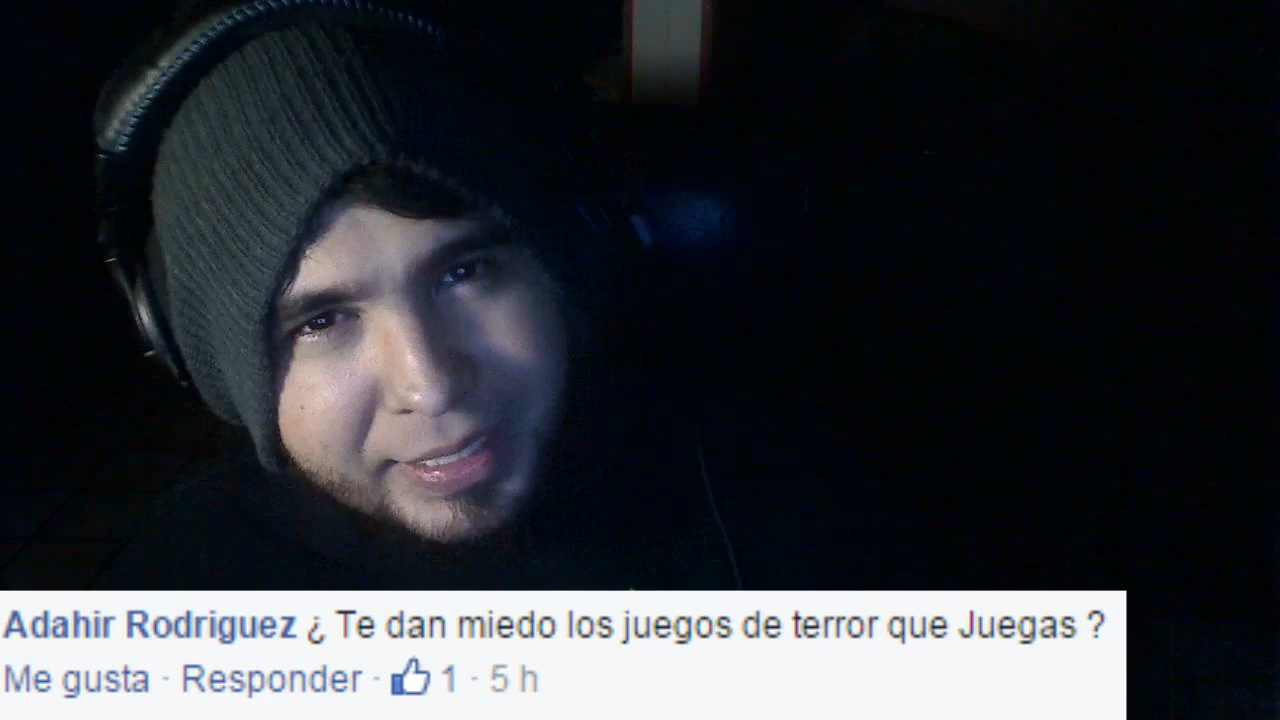 Adahir Rodriguez ¿ Te dan miedo los juegos de terror que Juegas ?
Me gusta · Responder · 1 · 5 h